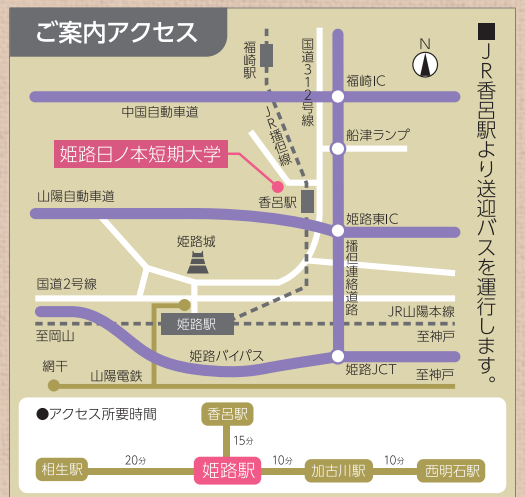 ご案内アクセス
■JR香呂駅より送迎バスを運行します。
N
福崎駅
国道312号線
福崎IC
中国自動車道
JR播但線
船津ランプ
姫路日ノ本短期大学
山陽自動車道
香呂駅
姫路東IC
姫路城
播但連絡道路
国道2号線
姫路駅
JR山陽本線
至岡山
至神戸
網干
姫路バイパス
山陽電鉄
姫路JCT
至神戸
●アクセス所要時間
香呂駅
15分
相生駅
20分
姫路駅
10分
加古川駅
10分
西明石駅